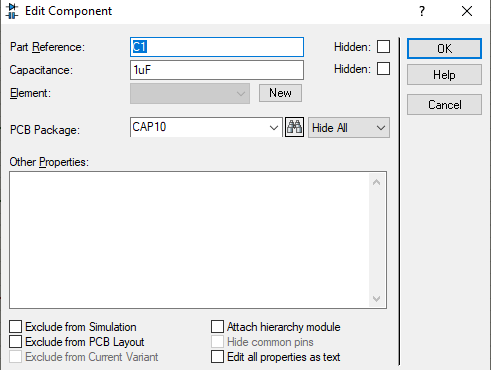 Edit Component ? ×
Part Reference: C1 Hidden: OK
Capacitance: 1uF Hidden: Help
Element: New Cancel
PCB Package: CAP10 Hide All
Other Properties:
Exclude from Simulation Attach hierarchy module
Exclude from PCB Layout Hide common pins
Exclude from Current Variant Edit all properties as text